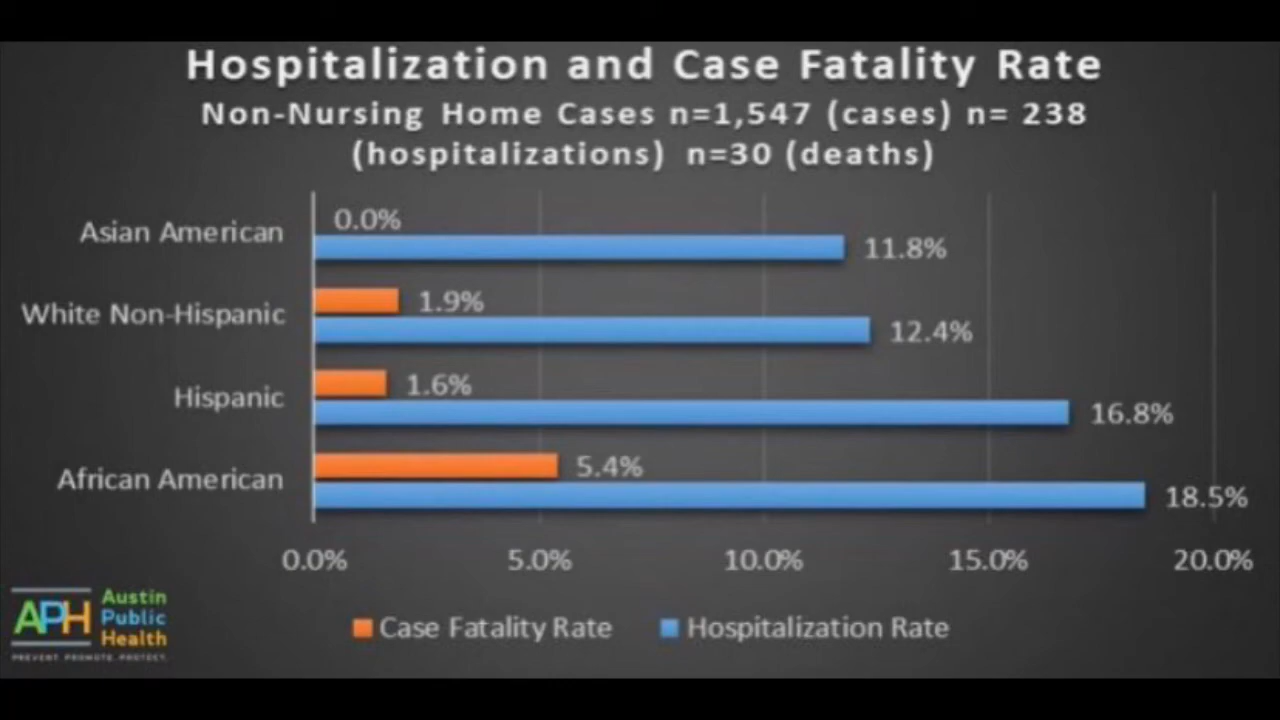 Hospitalization and Case Fatality Rate
Non-Nursing Home Cases n=1,547 (cases) n= 238
(hospitalizations) n=30 (deaths)
Asian American
0.0%
11.8%
White Non-Hispanic
1.9%
12.4%
Hispanic
1.6%
16.8%
African American
5.4%
18.5%
0.0% 5.0% 10.0% 15.0% 20.0%
Case Fatality Rate Hospitalization Rate
APH
Austin
Public
Health
PREVENT. PROMOTE. PROTECT.